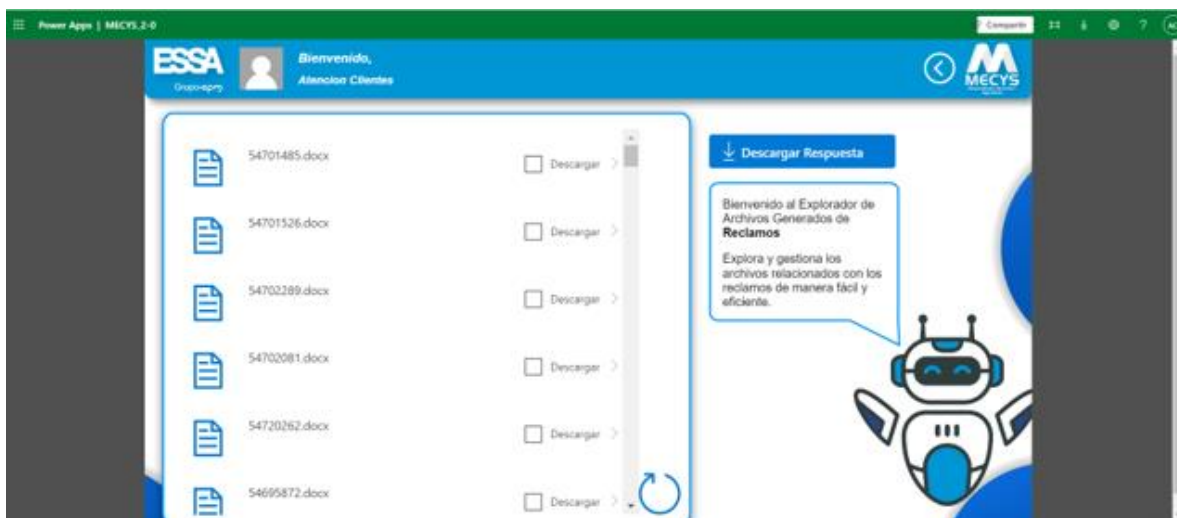 Power Apps | MECYS.2-0
Compartir
?
ESSA
Grupo·epm
Bienvenido,
Atencion Clientes
MECYS
54701485.docx
Descargar
54701526.docx
Descargar
54702289.docx
Descargar
54702081.docx
Descargar
54720262.docx
Descargar
54695872.docx
Descargar
Descargar Respuesta
Bienvenido al Explorador de
Archivos Generados de
Reclamos
Explora y gestiona los
archivos relacionados con los
reclamos de manera fácil y
eficiente.